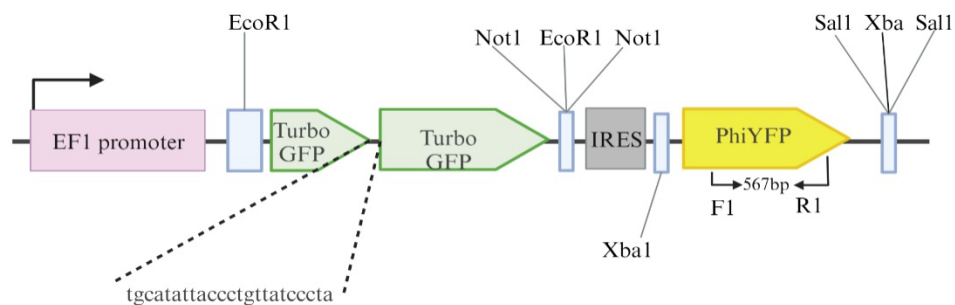 EcoR1
Not1 EcoR1 Not1
Sal1 Xba Sal1
EF1 promoter
Turbo
GFP
Turbo
GFP
IRES
PhiYFP
567bp
F1 R1
Xba1
tgcatattaccctgttatcccta